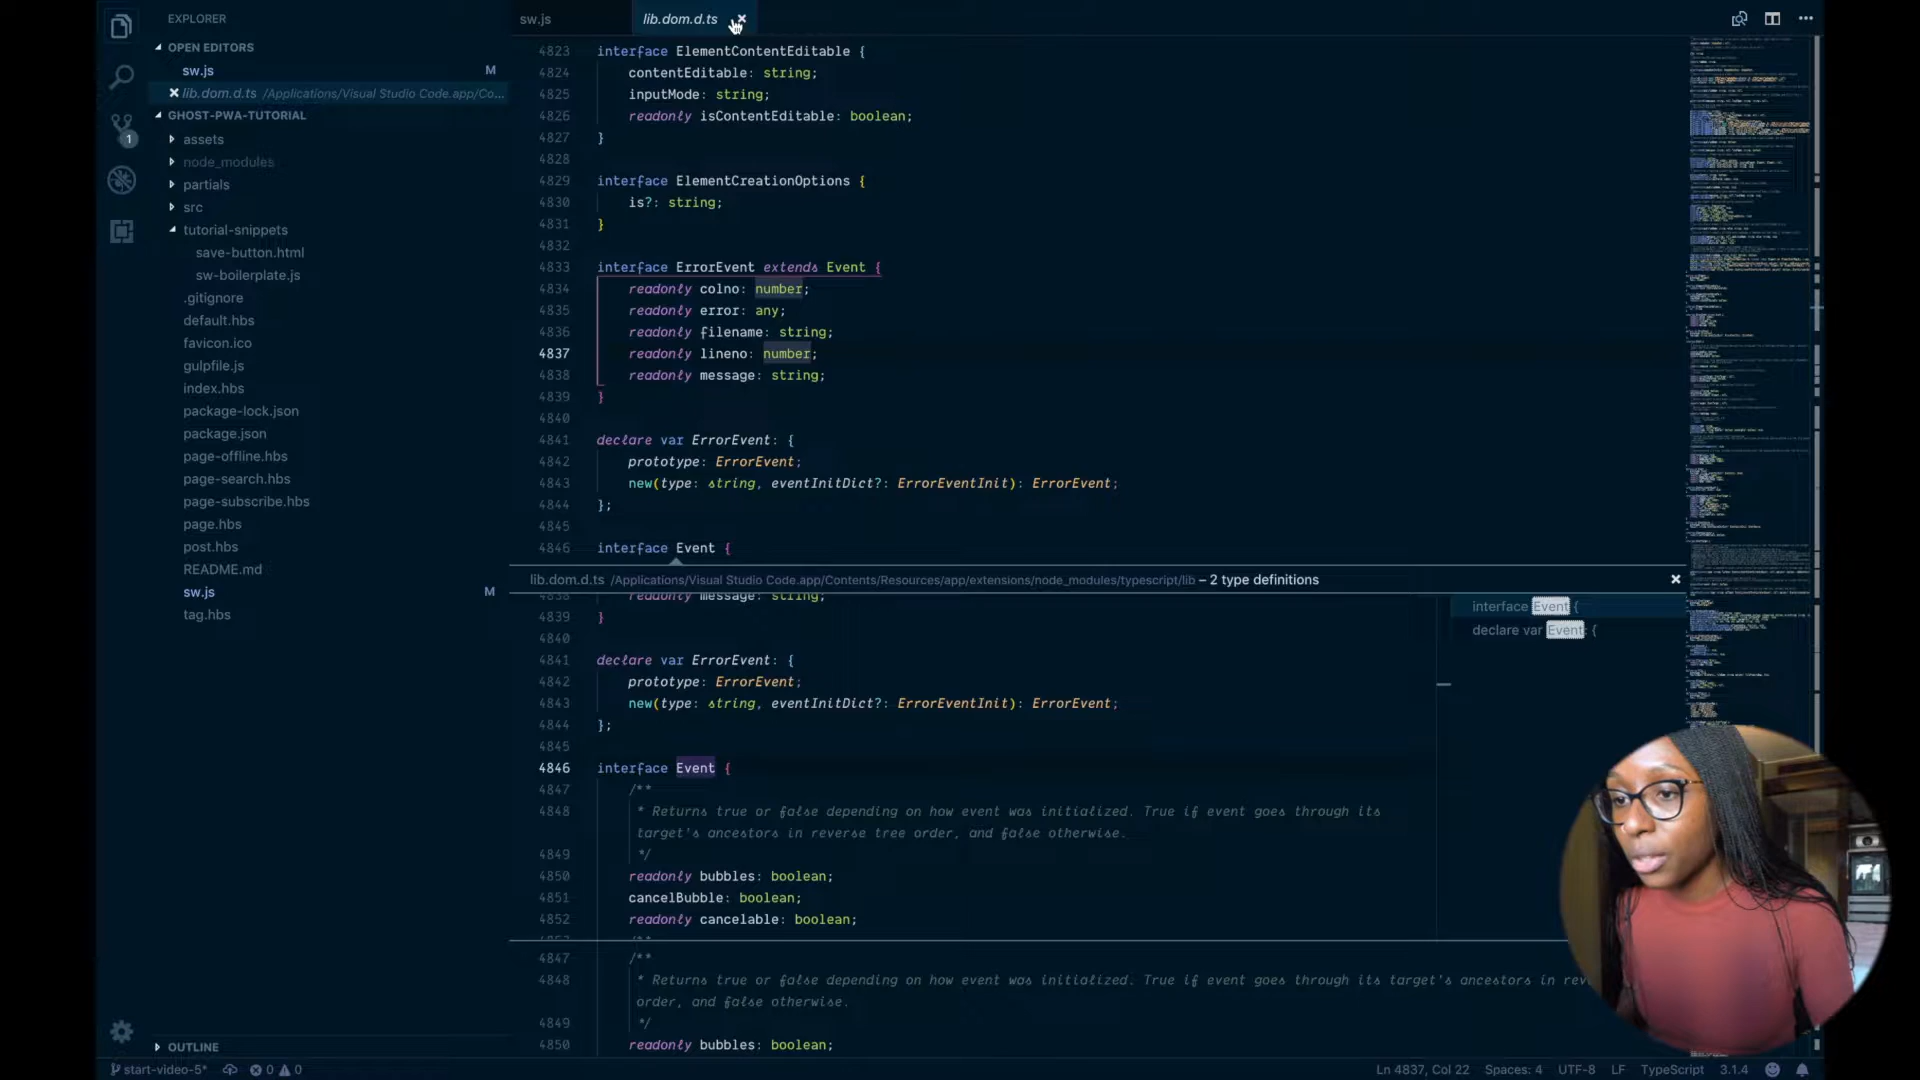 EXPLORER
OPEN EDITORS
sw.js M
lib.dom.d.ts /Applications/Visual Studio Code.app/Co...
GHOST-PWA-TUTORIAL
assets
node_modules
partials
src
tutorial-snippets
save-button.html
sw-boilerplate.js
.gitignore
default.hbs
favicon.ico
gulpfile.js
index.hbs
package-lock.json
package.json
page-offline.hbs
page-search.hbs
page-subscribe.hbs
page.hbs
post.hbs
README.md
sw.js M
tag.hbs
OUTLINE
1
sw.js
lib.dom.d.ts
4823 interface ElementContentEditable {
4824 contentEditable: string;
4825 inputMode: string;
4826 readonly isContentEditable: boolean;
4827 }
4828
4829 interface ElementCreationOptions {
4830 is?: string;
4831 }
4832
4833 interface ErrorEvent extends Event {
4834 readonly colno: number;
4835 readonly error: any;
4836 readonly filename: string;
4837 readonly lineno: number;
4838 readonly message: string;
4839 }
4840
4841 declare var ErrorEvent: {
4842 prototype: ErrorEvent;
4843 new(type: string, eventInitDict?: ErrorEventInit): ErrorEvent;
4844 };
4845
4846 interface Event {
lib.dom.d.ts /Applications/Visual Studio Code.app/Contents/Resources/app/extensions/node_modules/typescript/lib – 2 type definitions
4838 readonly message: string;
4839 }
4840
4841 declare var ErrorEvent: {
4842 prototype: ErrorEvent;
4843 new(type: string, eventInitDict?: ErrorEventInit): ErrorEvent;
4844 };
4845
4846 interface Event {
4847 /**
4848 * Returns true or false depending on how event was initialized. True if event goes through its
target's ancestors in reverse tree order, and false otherwise.
4849 */
4850 readonly bubbles: boolean;
4851 cancelBubble: boolean;
4852 readonly cancelable: boolean;
/**
interface Event {
declare var Event: {
4847 /**
4848 * Returns true or false depending on how event was initialized. True if event goes through its target's ancestors in
order, and false otherwise.
4849 */
4850 readonly bubbles: boolean;
start-video-5* 0 0
Ln 4837, Col 22 Spaces: 4 UTF-8 LF TypeScript 3.1.4